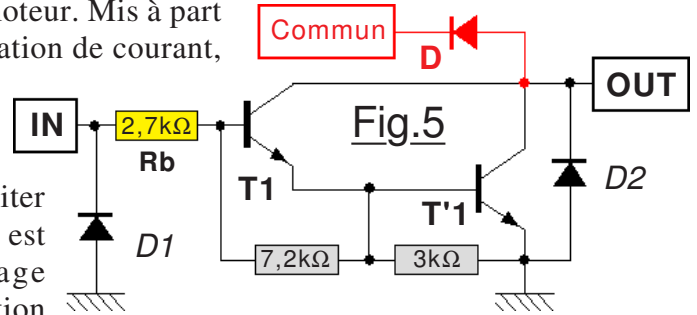 noteur. Mis à part
ation de courant,
Commun
D
OUT
IN
2,7kΩ
Rb
Fig.5
T1
T'1
D2
iter
est
age
tion
D1
7,2kΩ
3kΩ